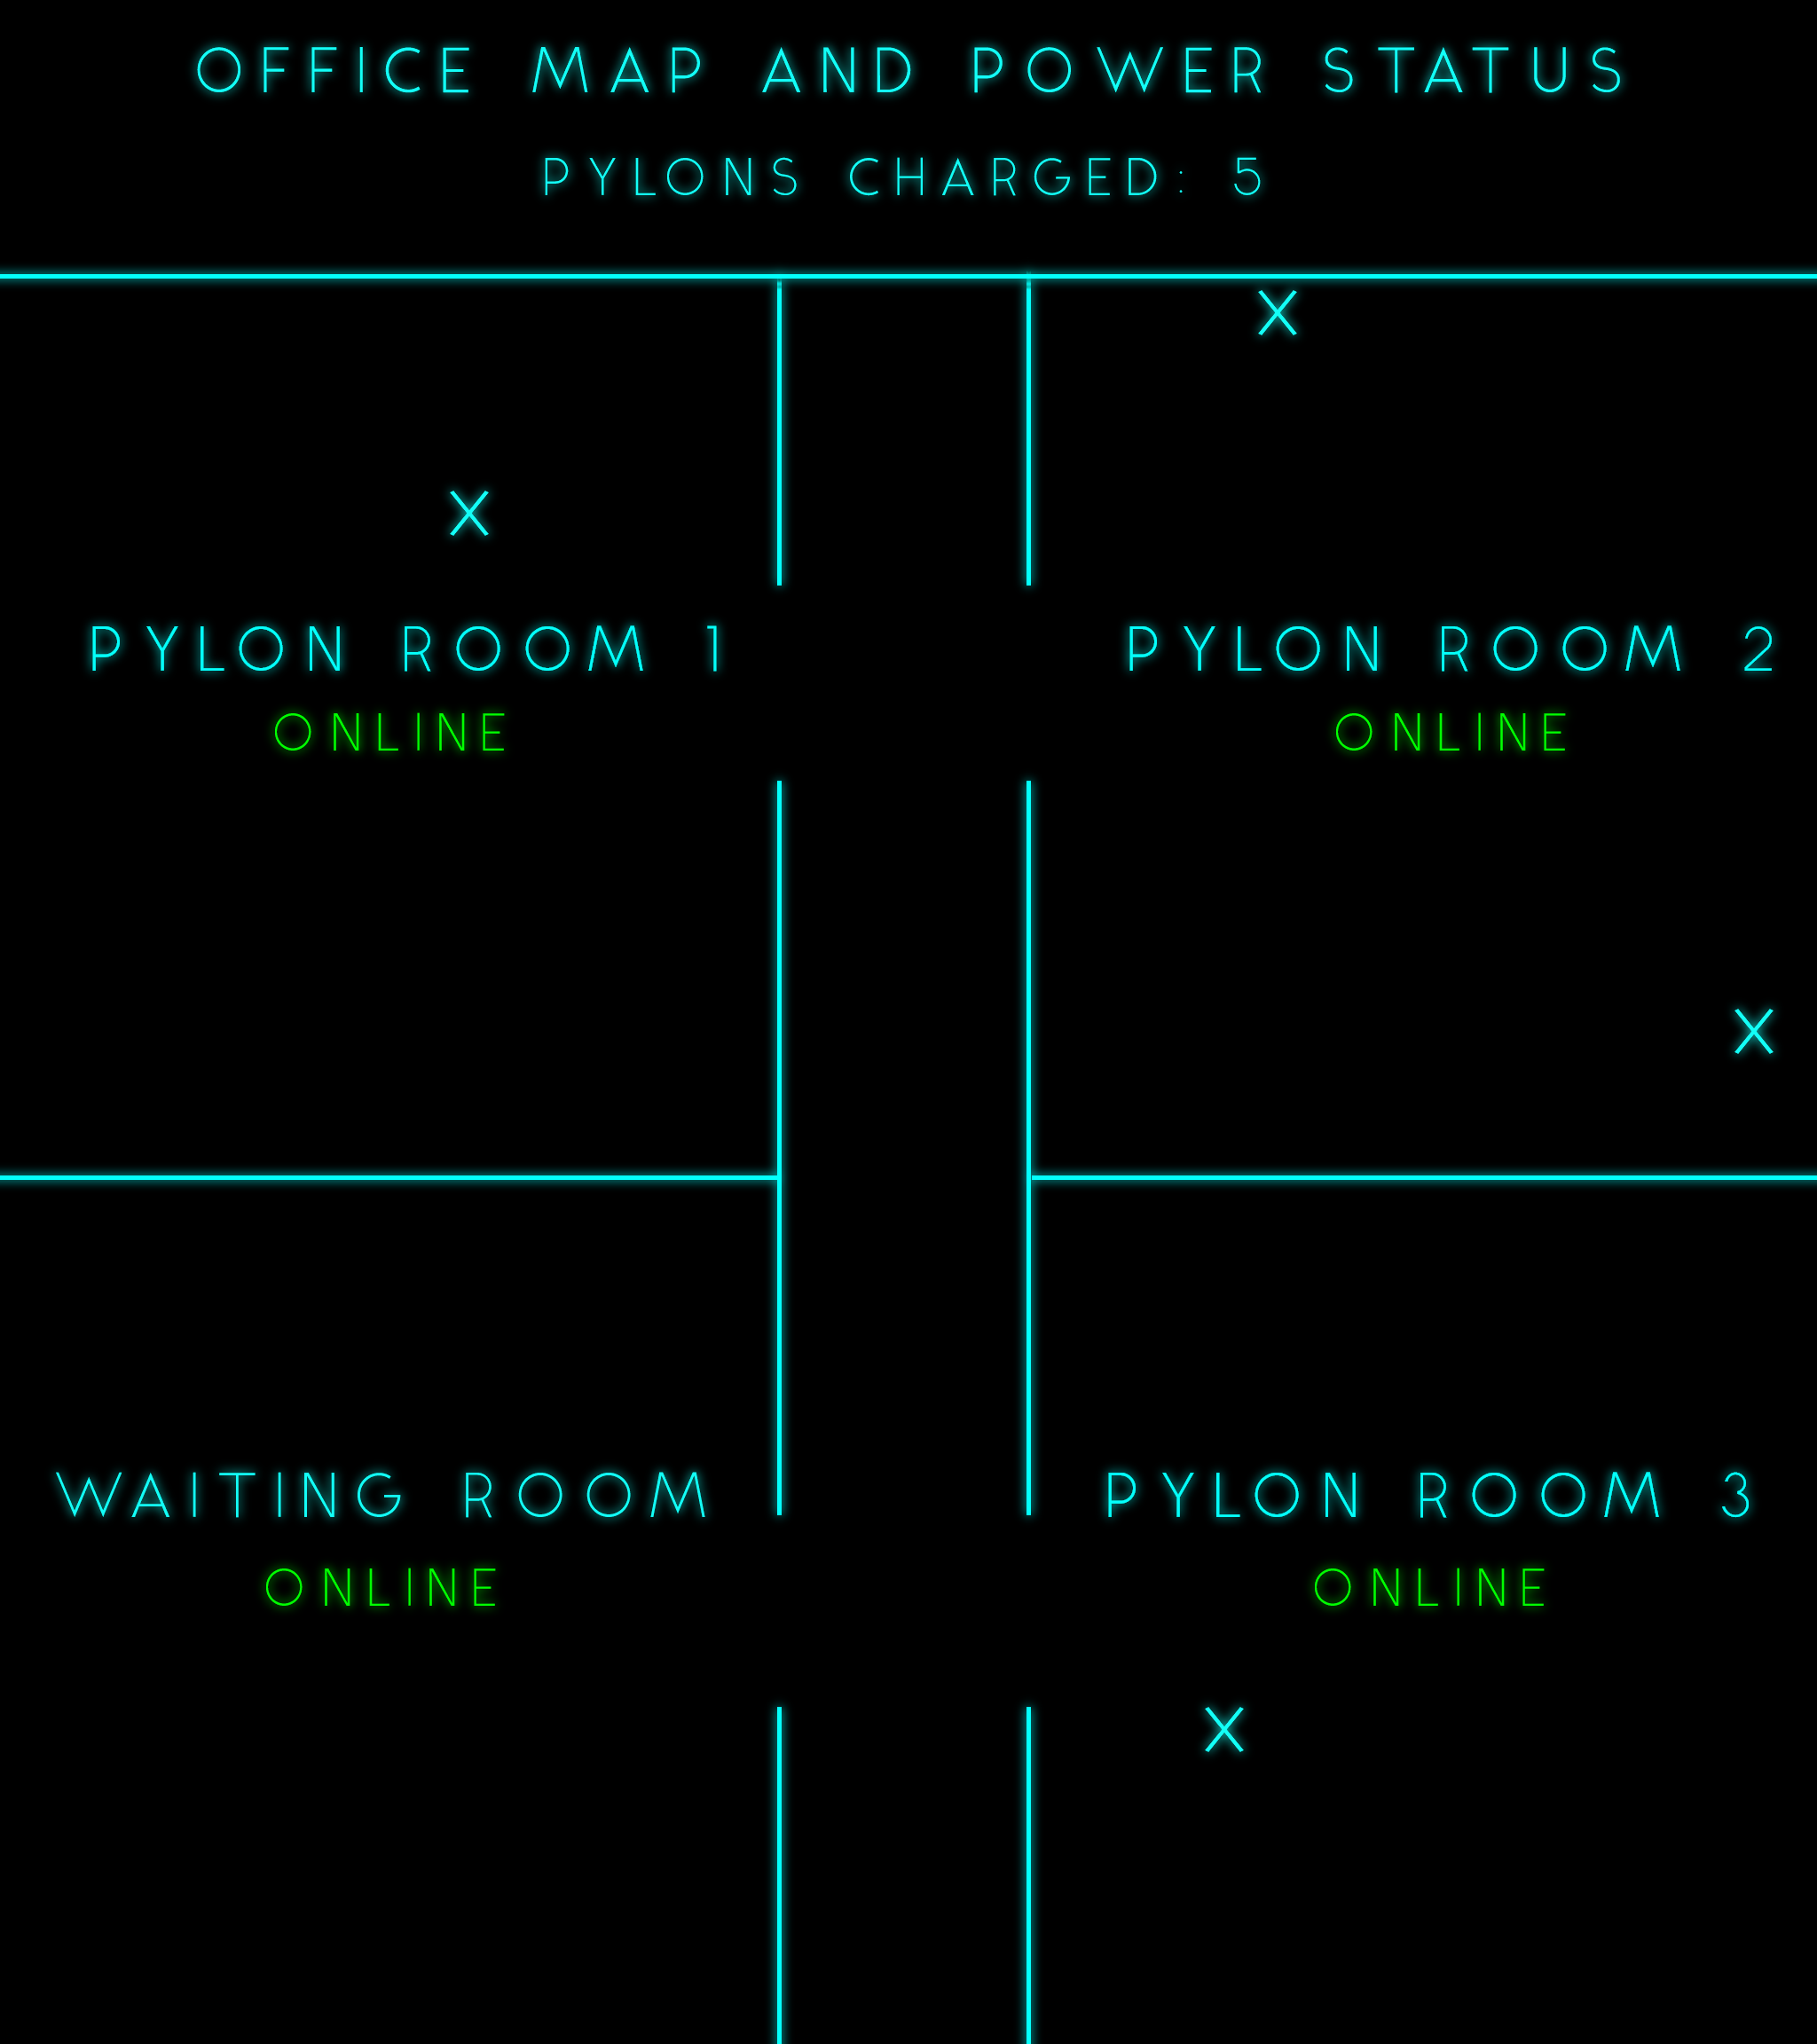 OFFICE MAP AND POWER STATUS
PYLONS CHARGED: 5
X
X
PYLON ROOM 1
ONLINE
PYLON ROOM 2
ONLINE
X
WAITING ROOM
ONLINE
PYLON ROOM 3
ONLINE
X